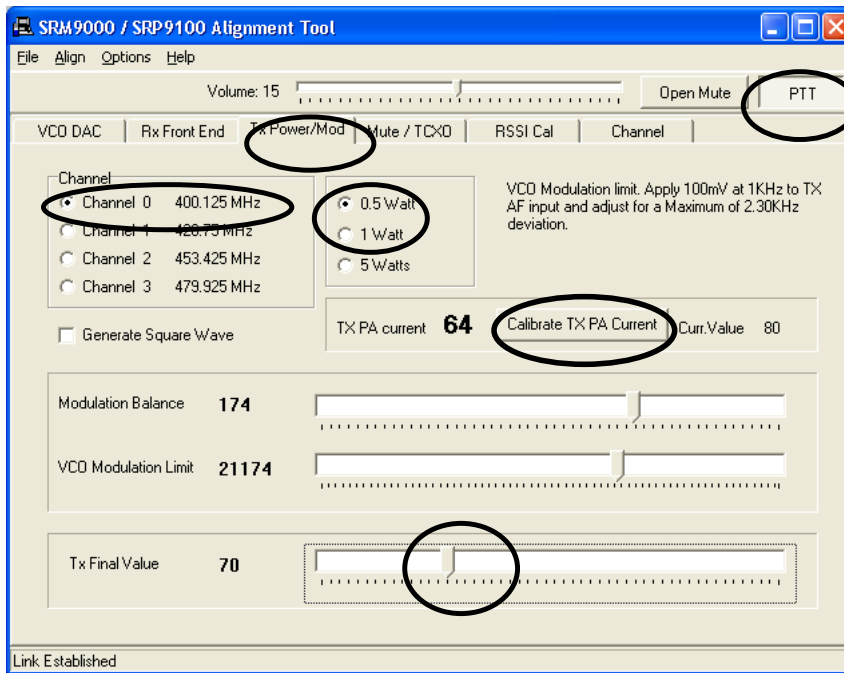 SRM9000 / SRP9100 Alignment Tool
File Align Options Help
Volume: 15 Open Mute PTT
VCO DAC Rx Front End Tx Power/Mod Mute / TCXO RSSI Cal Channel
Channel
Channel 0 400.125 MHz
Channel 1 426.75 MHz
Channel 2 453.425 MHz
Channel 3 479.925 MHz
0.5 Watt
1 Watt
5 Watts
VCO Modulation limit. Apply 100mV at 1KHz to TX
AF input and adjust for a Maximum of 2.30KHz
deviation.
Generate Square Wave
TX PA current 64 Calibrate TX PA Current Curr.Value 80
Modulation Balance 174
VCO Modulation Limit 21174
Tx Final Value 70
Link Established